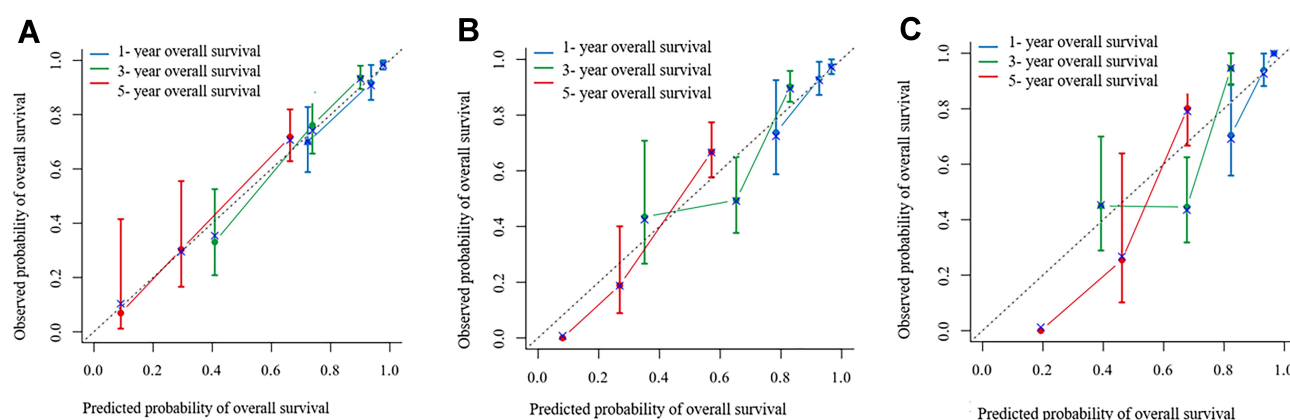 A
1- year overall survival
3- year overall survival
5- year overall survival
Observed probability of overall survival
0.0 0.2 0.4 0.6 0.8 1.0
0.0 0.2 0.4 0.6 0.8 1.0
Predicted probability of overall survival
B
1- year overall survival
3- year overall survival
5- year overall survival
Observed probability of overall survival
0.0 0.2 0.4 0.6 0.8 1.0
0.0 0.2 0.4 0.6 0.8 1.0
Predicted probability of overall survival
C
1- year overall survival
3- year overall survival
5- year overall survival
Observed probability of overall survival
0.0 0.2 0.4 0.6 0.8 1.0
0.0 0.2 0.4 0.6 0.8 1.0
Predicted probability of overall survival